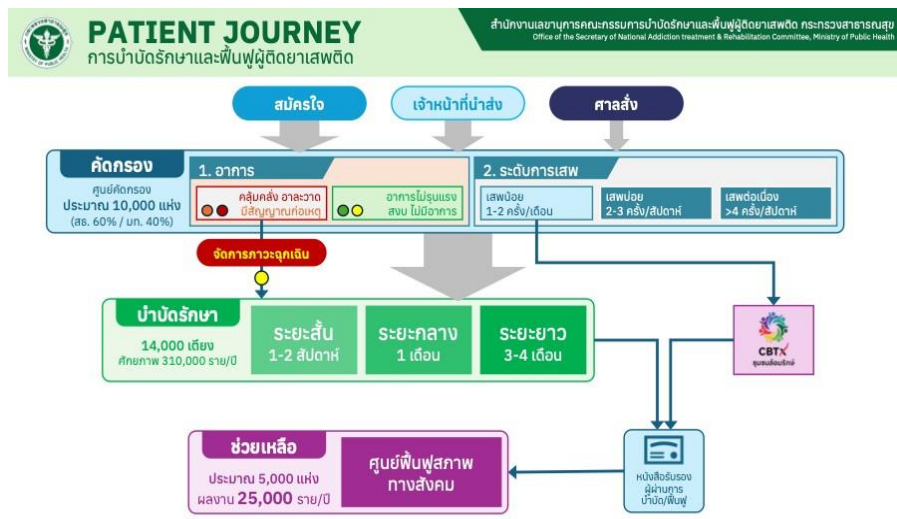 PATIENT JOURNEY
การบำบัดรักษาและฟื้นฟูผู้ติดยาเสพติด
สำนักงานเลขานุการคณะกรรมการบำบัดรักษาและฟื้นฟูผู้ติดยาเสพติด กระทรวงสาธารณสุข
Office of the Secretary of National Addiction treatment & Rehabilitation Committee, Ministry of Public Health
สมัครใจ
เจ้าหน้าที่นำส่ง
ศาลสั่ง
คัดกรอง
ศูนย์คัดกรอง
ประมาณ 10,000 แห่ง
(สธ. 60% / มท. 40%)
1. อาการ
คลุ้มคลั่ง อาละวาด
มีสัญญาณก่อเหตุ
อาการไม่รุนแรง
สงบ ไม่มีอาการ
2. ระดับการเสพ
เสพน้อย
1-2 ครั้ง/เดือน
เสพบ่อย
2-3 ครั้ง/สัปดาห์
เสพต่อเนื่อง
>4 ครั้ง/สัปดาห์
จัดการภาวะฉุกเฉิน
บำบัดรักษา
14,000 เตียง
ศักยภาพ 310,000 ราย/ปี
ระยะสั้น
1-2 สัปดาห์
ระยะกลาง
1 เดือน
ระยะยาว
3-4 เดือน
CBTX
ชุมชนล้อมรักษ์
ช่วยเหลือ
ประมาณ 5,000 แห่ง
ผลงาน 25,000 ราย/ปี
ศูนย์ฟื้นฟูสภาพ
ทางสังคม
หนังสือรับรอง
ผู้ผ่านการ
บำบัด/ฟื้นฟู